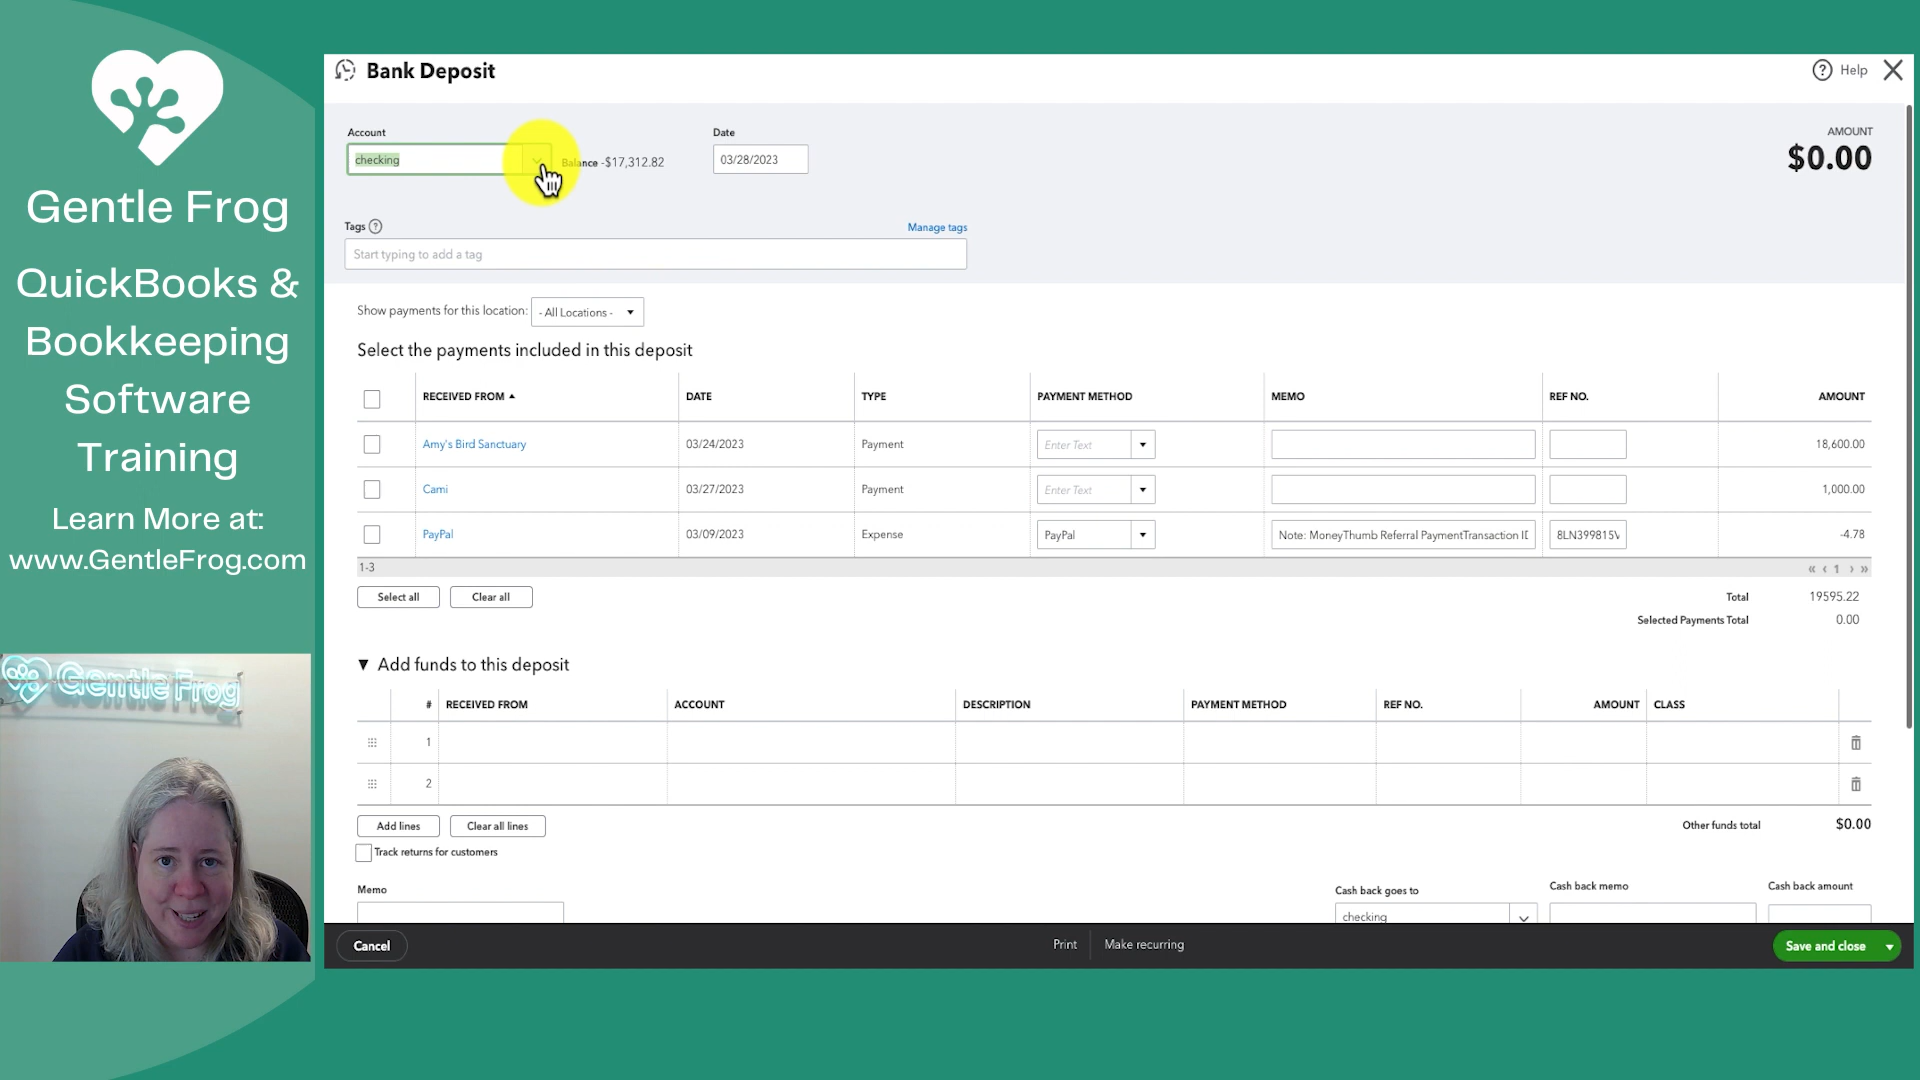 Gentle Frog
QuickBooks &
Bookkeeping
Software
Training
Learn More at:
www.GentleFrog.com
Gentle Frog
Bank Deposit
Help
Account
checking
Balance -$17,312.82
Date
03/28/2023
AMOUNT
$0.00
Tags
Manage tags
Start typing to add a tag
Show payments for this location: - All Locations -
Select the payments included in this deposit
RECEIVED FROM DATE TYPE PAYMENT METHOD MEMO REF NO. AMOUNT
Amy's Bird Sanctuary 03/24/2023 Payment Enter Text 18,600.00
Cami 03/27/2023 Payment Enter Text 1,000.00
PayPal 03/09/2023 Expense PayPal Note: MoneyThumb Referral PaymentTransaction ID 8LN399815V -4.78
1-3 « ‹ 1 › »
Select all Clear all
Total 19595.22
Selected Payments Total 0.00
Add funds to this deposit
# RECEIVED FROM ACCOUNT DESCRIPTION PAYMENT METHOD REF NO. AMOUNT CLASS
1
2
Add lines Clear all lines
Other funds total $0.00
Track returns for customers
Memo
Cash back goes to Cash back memo Cash back amount
checking
Cancel Print Make recurring Save and close